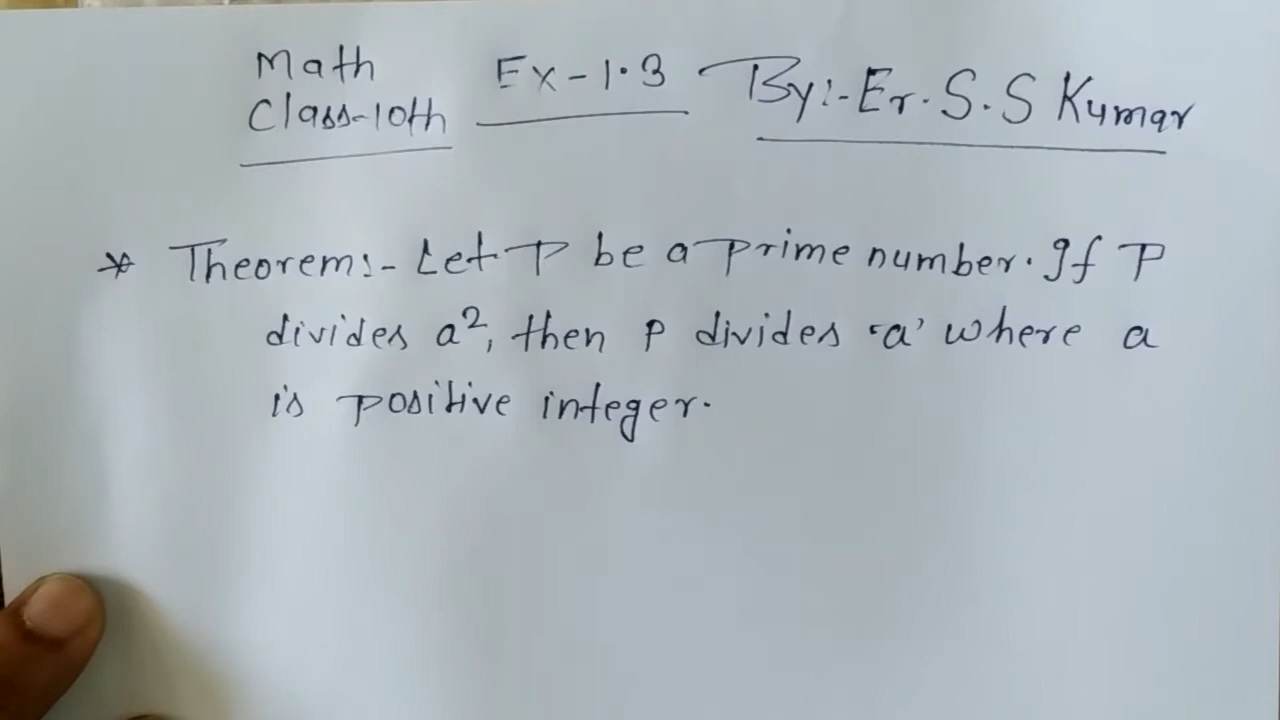 Math Ex-1.3 By:-Er. S.S Kumar
Class-10th
* Theorem:- Let P be a prime number. If P
divides a², then P divides 'a' where a
is positive integer.